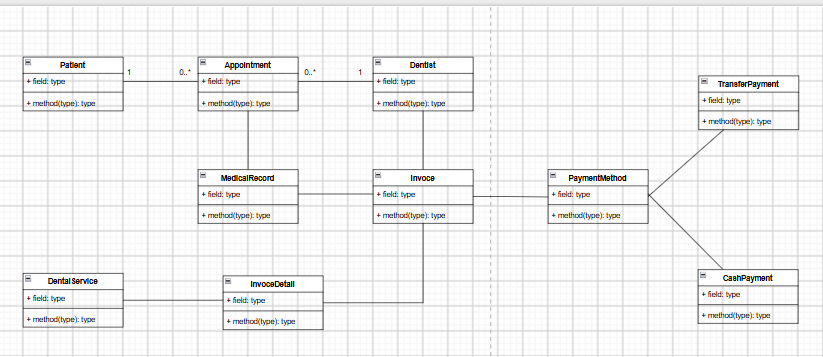 Patient
+ field: type
+ method(type): type
1
0..*
Appointment
+ field: type
+ method(type): type
0..*
1
Dentist
+ field: type
+ method(type): type
TransferPayment
+ field: type
+ method(type): type
MedicalRecord
+ field: type
+ method(type): type
Invoce
+ field: type
+ method(type): type
PaymentMethod
+ field: type
+ method(type): type
DentalService
+ field: type
+ method(type): type
InvoceDetail
+ field: type
+ method(type): type
CashPayment
+ field: type
+ method(type): type